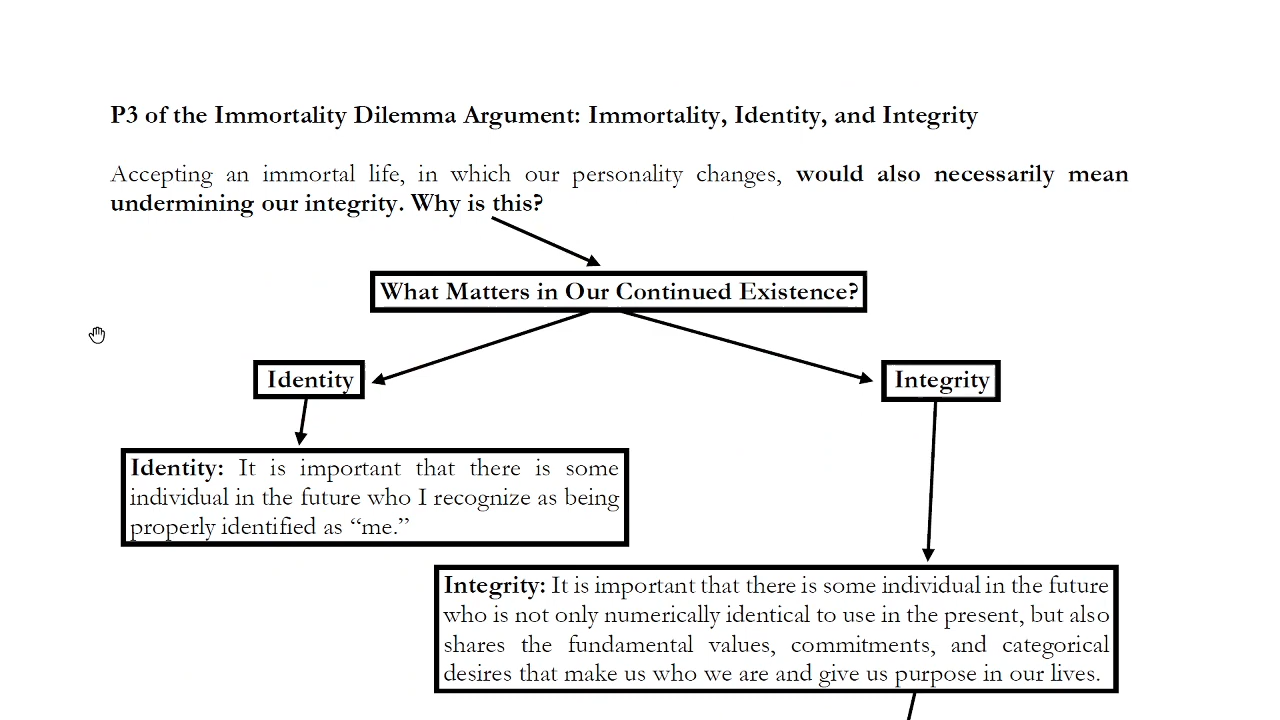 P3 of the Immortality Dilemma Argument: Immortality, Identity, and Integrity
Accepting an immortal life, in which our personality changes, would also necessarily mean
undermining our integrity. Why is this?
What Matters in Our Continued Existence?
Identity
Integrity
Identity: It is important that there is some
individual in the future who I recognize as being
properly identified as “me.”
Integrity: It is important that there is some individual in the future
who is not only numerically identical to use in the present, but also
shares the fundamental values, commitments, and categorical
desires that make us who we are and give us purpose in our lives.